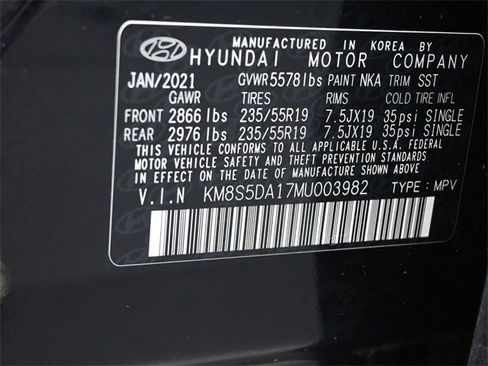 MANUFACTURED IN KOREA BY
HYUNDAI MOTOR COMPANY
JAN/2021 GVWR5578lbs PAINT NKA TRIM SST
GAWR TIRES RIMS COLD TIRE INFL
FRONT 2866 lbs 235/55R19 7.5JX19 35psi SINGLE
REAR 2976 lbs 235/55R19 7.5JX19 35psi SINGLE
THIS VEHICLE CONFORMS TO ALL APPLICABLE U.S.A. FEDERAL
MOTOR VEHICLE SAFETY AND THEFT PREVENTION STANDARDS
IN EFFECT ON THE DATE OF MANUFACTURE SHOWN ABOVE.
V.I.N KM8S5DA17MU003982 TYPE : MPV